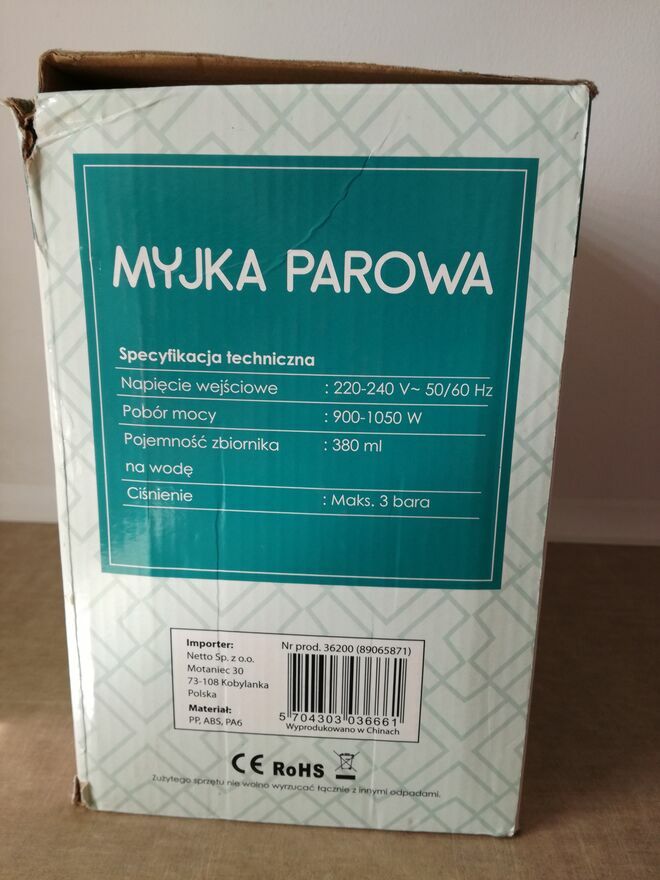 MYJKA PAROWA
Specyfikacja techniczna
Napięcie wejściowe : 220-240 V~ 50/60 Hz
Pobór mocy : 900-1050 W
Pojemność zbiornika : 380 ml
na wodę
Ciśnienie : Maks. 3 bara
Importer:
Netto Sp. z o.o.
Motaniec 30
73-108 Kobylanka
Polska
Materiał:
PP, ABS, PA6
Nr prod. 36200 (89065871)
5 704303 036661
Wyprodukowano w Chinach
CE RoHS
Zużytego sprzętu nie wolno wyrzucać łącznie z innymi odpadami.